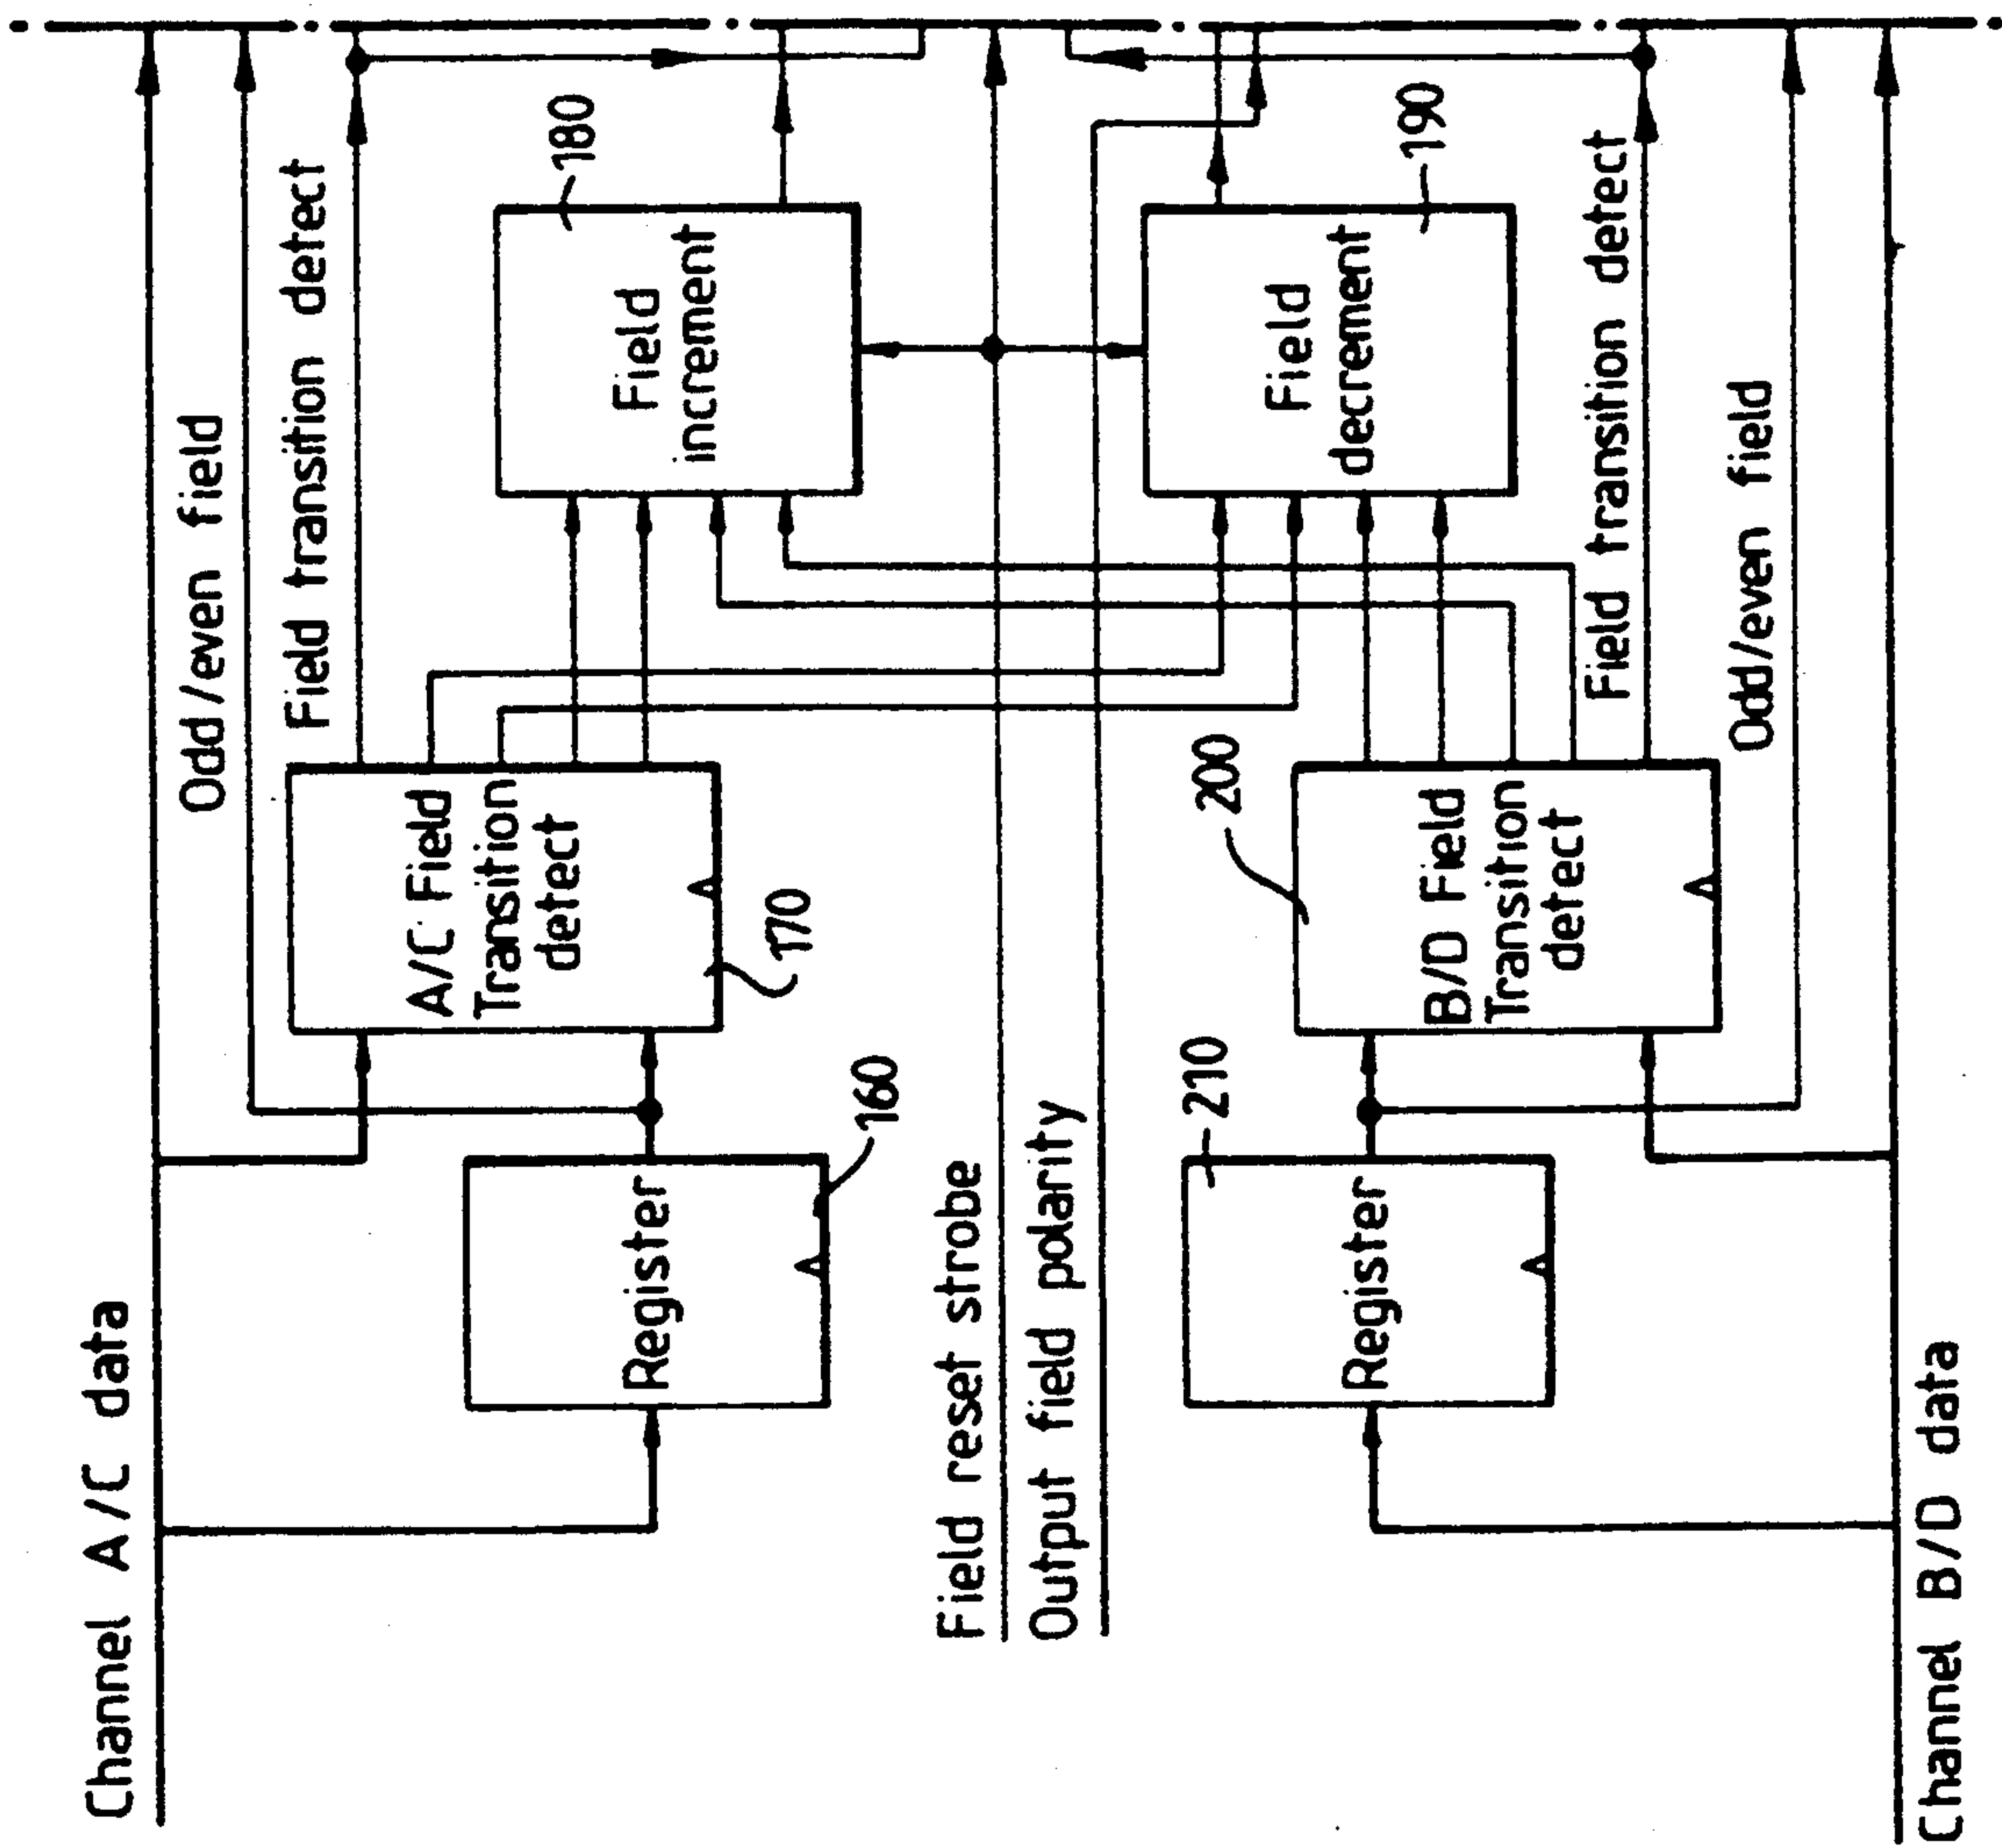 Channel A/C data
Odd/even field
Field transition detect
180
Field
increment
A/C Field
Transition
detect
170
Register
160
Field reset strobe
Output field polarity
190
Field
decrement
200
B/D Field
Transition
detect
210
Register
Field transition detect
Odd/even field
Channel B/D data